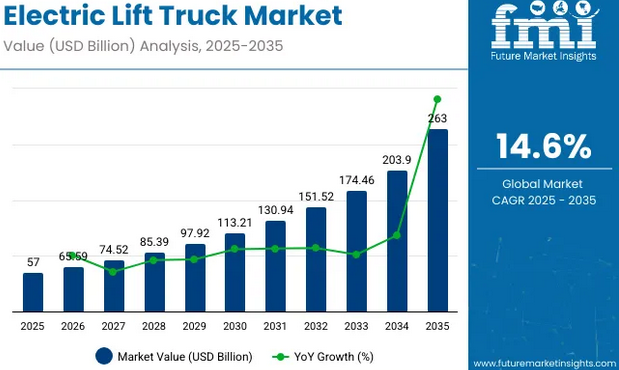 Electric Lift Truck Market
Value (USD Billion) Analysis, 2025-2035
fmi
Future Market Insights
14.6%
Global Market
CAGR 2025 - 2035
57
65.59
74.52
85.39
97.92
113.21
130.94
151.52
174.46
203.9
263
2025 2026 2027 2028 2029 2030 2031 2032 2033 2034 2035
Market Value (USD Billion) YoY Growth (%)
www.futuremarketinsights.com